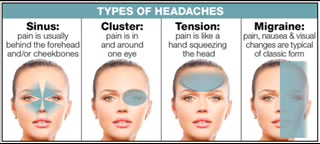 TYPES OF HEADACHES
Sinus:
pain is usually
behind the forehead
and/or cheekbones
Cluster:
pain is in
and around
one eye
Tension:
pain is like a
hand squeezing
the head
Migraine:
pain, nausea & visual
changes are typical
of classic form